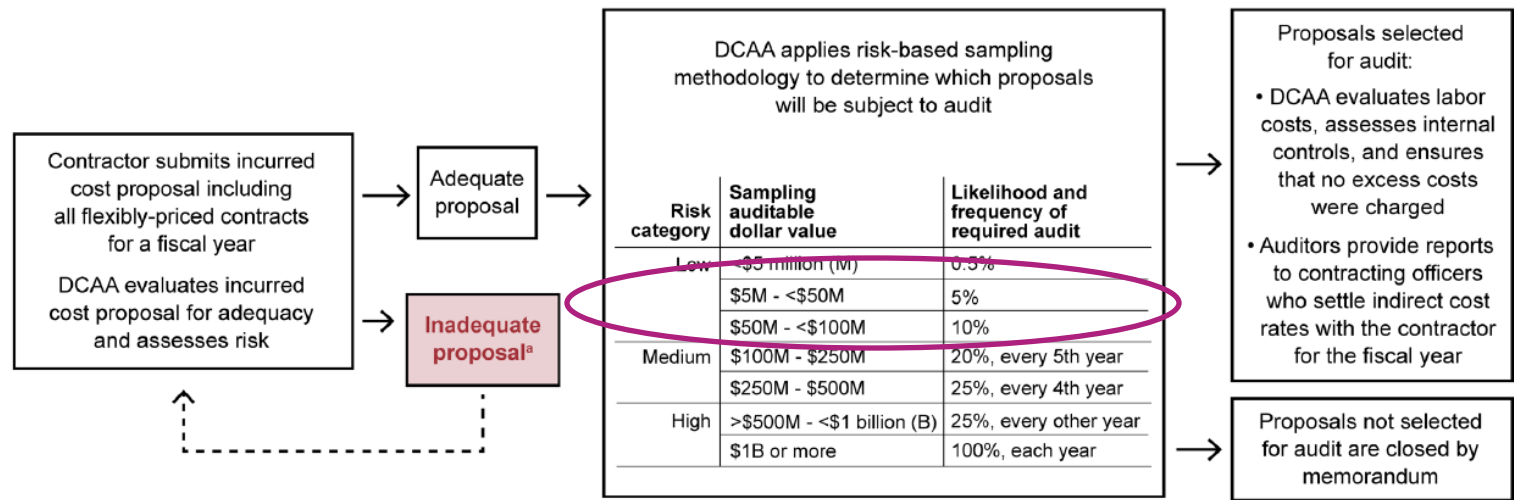 Contractor submits incurred
cost proposal including
all flexibly-priced contracts
for a fiscal year
DCAA evaluates incurred
cost proposal for adequacy
and assesses risk
Adequate
proposal
Inadequate
proposalᵃ
DCAA applies risk-based sampling
methodology to determine which proposals
will be subject to audit
Risk
category
Sampling
auditable
dollar value
Likelihood and
frequency of
required audit
Low <$5 million (M) 0.5%
$5M - <$50M 5%
$50M - <$100M 10%
Medium $100M - $250M 20%, every 5th year
$250M - $500M 25%, every 4th year
High >$500M - <$1 billion (B) 25%, every other year
$1B or more 100%, each year
Proposals selected
for audit:
• DCAA evaluates labor
costs, assesses internal
controls, and ensures
that no excess costs
were charged
• Auditors provide reports
to contracting officers
who settle indirect cost
rates with the contractor
for the fiscal year
Proposals not selected
for audit are closed by
memorandum